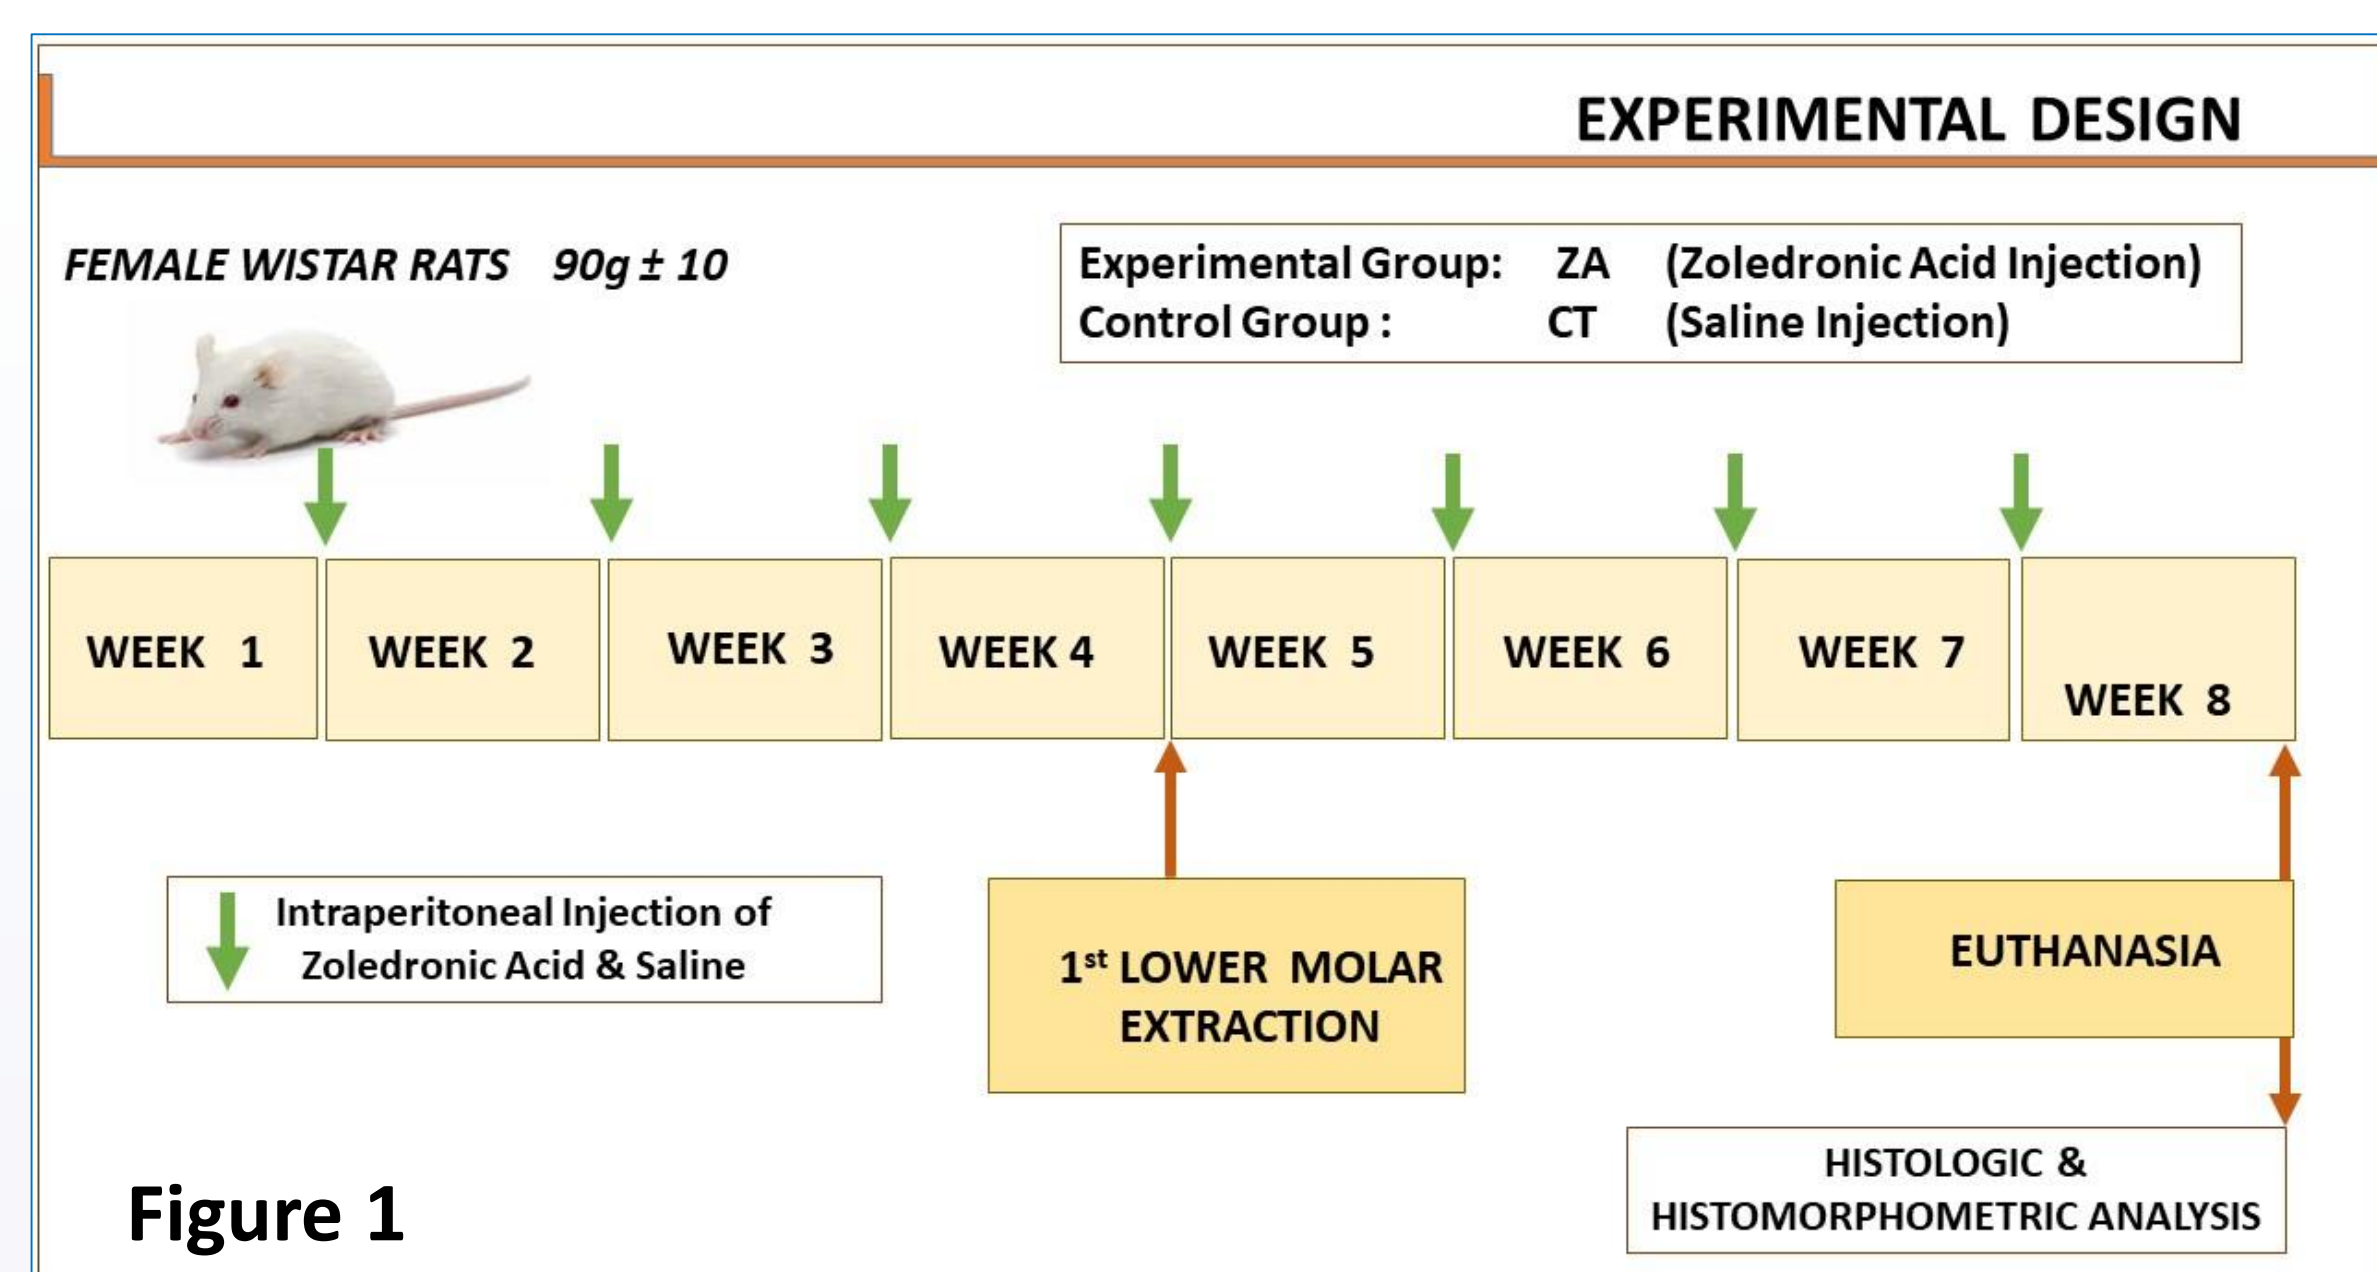 EXPERIMENTAL DESIGN
FEMALE WISTAR RATS 90g ± 10
Experimental Group: ZA (Zoledronic Acid Injection)
Control Group : CT (Saline Injection)
WEEK 1
WEEK 2
WEEK 3
WEEK 4
WEEK 5
WEEK 6
WEEK 7
WEEK 8
Intraperitoneal Injection of
Zoledronic Acid & Saline
1st LOWER MOLAR
EXTRACTION
EUTHANASIA
HISTOLOGIC &
HISTOMORPHOMETRIC ANALYSIS
Figure 1